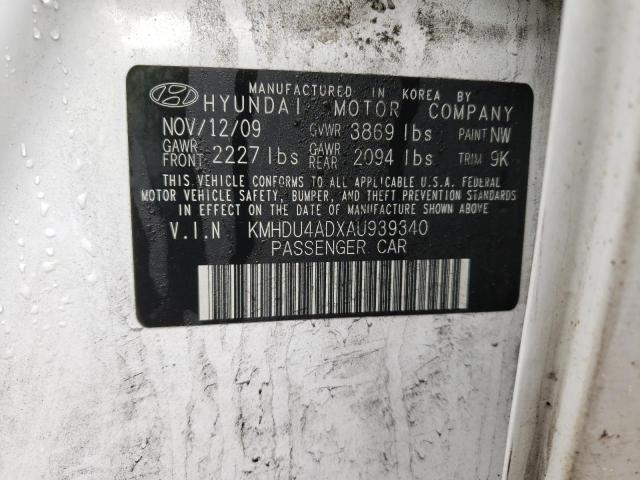 MANUFACTURED IN KOREA BY
HYUNDAI MOTOR COMPANY
NOV/12/09 GVWR 3869 lbs PAINT NW
GAWR FRONT 2227 lbs GAWR REAR 2094 lbs TRIM 9K
THIS VEHICLE CONFORMS TO ALL APPLICABLE U.S.A. FEDERAL
MOTOR VEHICLE SAFETY, BUMPER, AND THEFT PREVENTION STANDARDS
IN EFFECT ON THE DATE OF MANUFACTURE SHOWN ABOVE.
V.I.N KMHDU4ADXAU939340
PASSENGER CAR